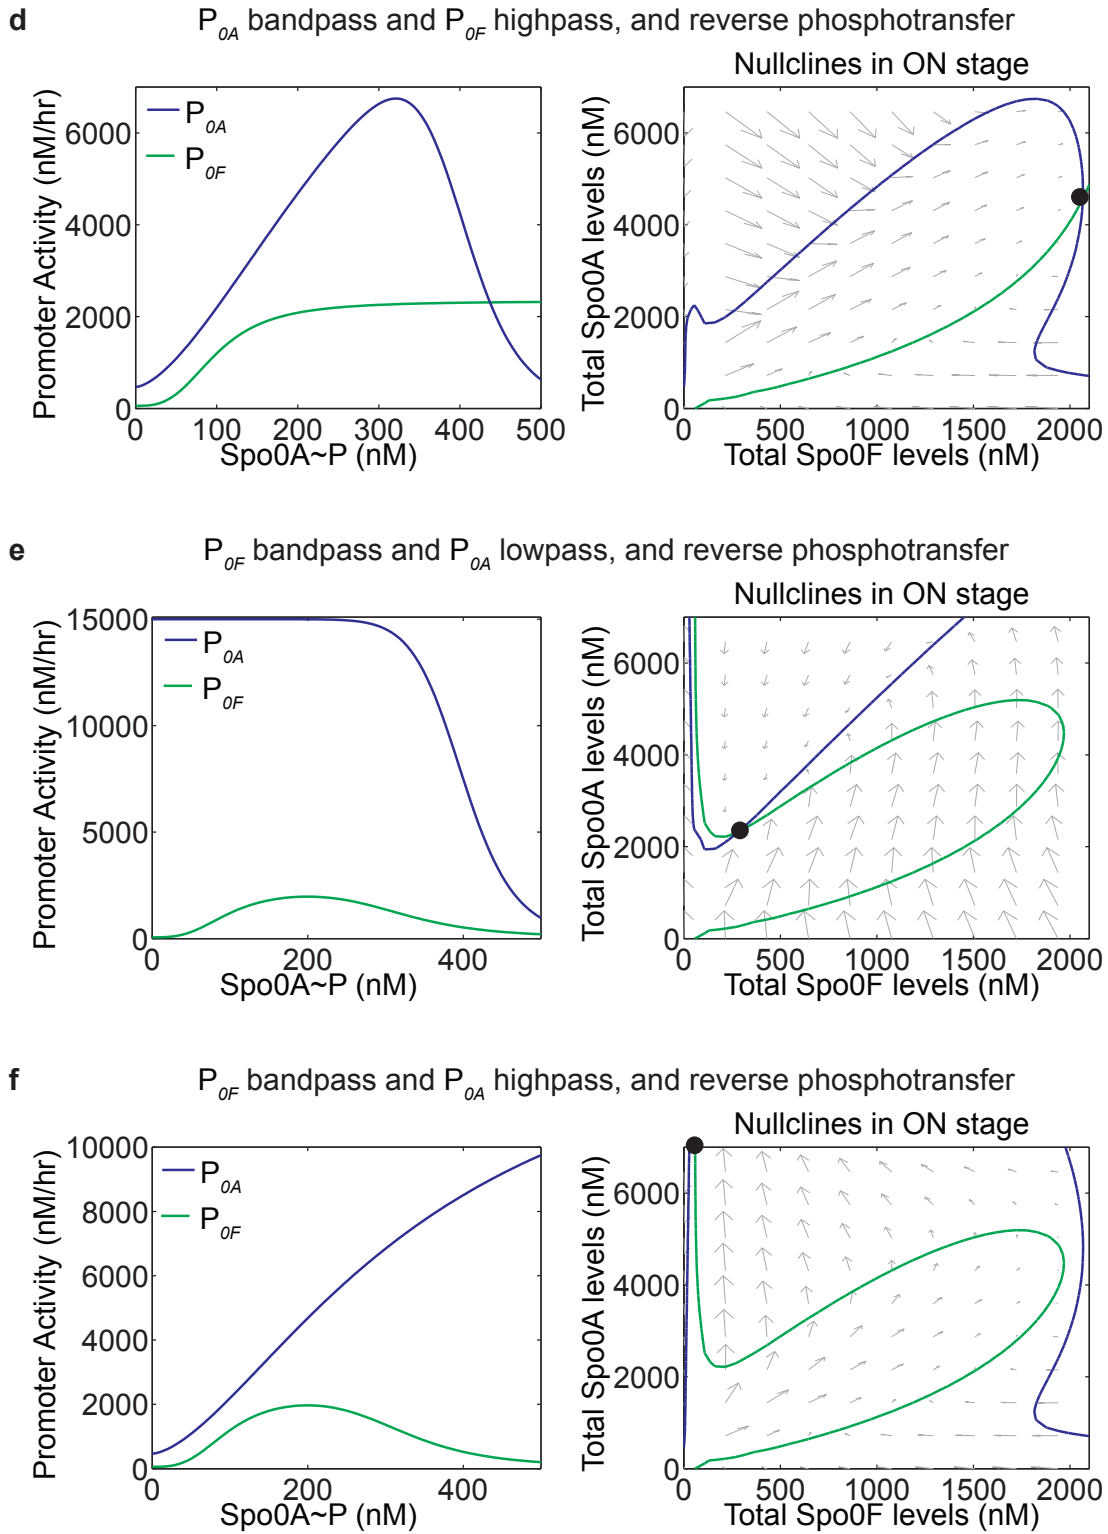 d P0A bandpass and P0F highpass, and reverse phosphotransfer
Nullclines in ON stage
Promoter Activity (nM/hr)
6000
4000
2000
0
P0A
P0F
0 100 200 300 400 500
Spo0A~P (nM)
Total Spo0A levels (nM)
6000
4000
2000
0
0 500 1000 1500 2000
Total Spo0F levels (nM)
e P0F bandpass and P0A lowpass, and reverse phosphotransfer
Nullclines in ON stage
Promoter Activity (nM/hr)
15000
10000
5000
0
P0A
P0F
0 200 400
Spo0A~P (nM)
Total Spo0A levels (nM)
6000
4000
2000
0
0 500 1000 1500 2000
Total Spo0F levels (nM)
f P0F bandpass and P0A highpass, and reverse phosphotransfer
Nullclines in ON stage
Promoter Activity (nM/hr)
10000
8000
6000
4000
2000
0
P0A
P0F
0 200 400
Spo0A~P (nM)
Total Spo0A levels (nM)
6000
4000
2000
0
0 500 1000 1500 2000
Total Spo0F levels (nM)